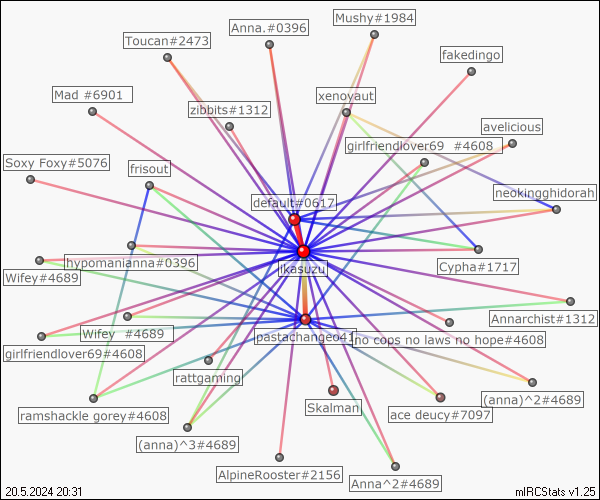 Mushy#1984
Anna.#0396
Toucan#2473
fakedingo
Mad #6901
xenovaut
zibbits#1312
avelicious
girlfriendlover69 #4608
Soxy Foxy#5076
frisout
neokingghidorah
default#0617
hypomanianna#0396
ikasuzu
Cypha#1717
Wifey#4689
Annarchist#1312
Wifey #4689
pastachangeo41
no cops no laws no hope#4608
girlfriendlover69#4608
rattgaming
(anna)^2#4689
Skalman
ramshackle gorey#4608
ace deucy#7097
(anna)^3#4689
AlpineRooster#2156
Anna^2#4689
20.5.2024 20:31
mIRCStats v1.25